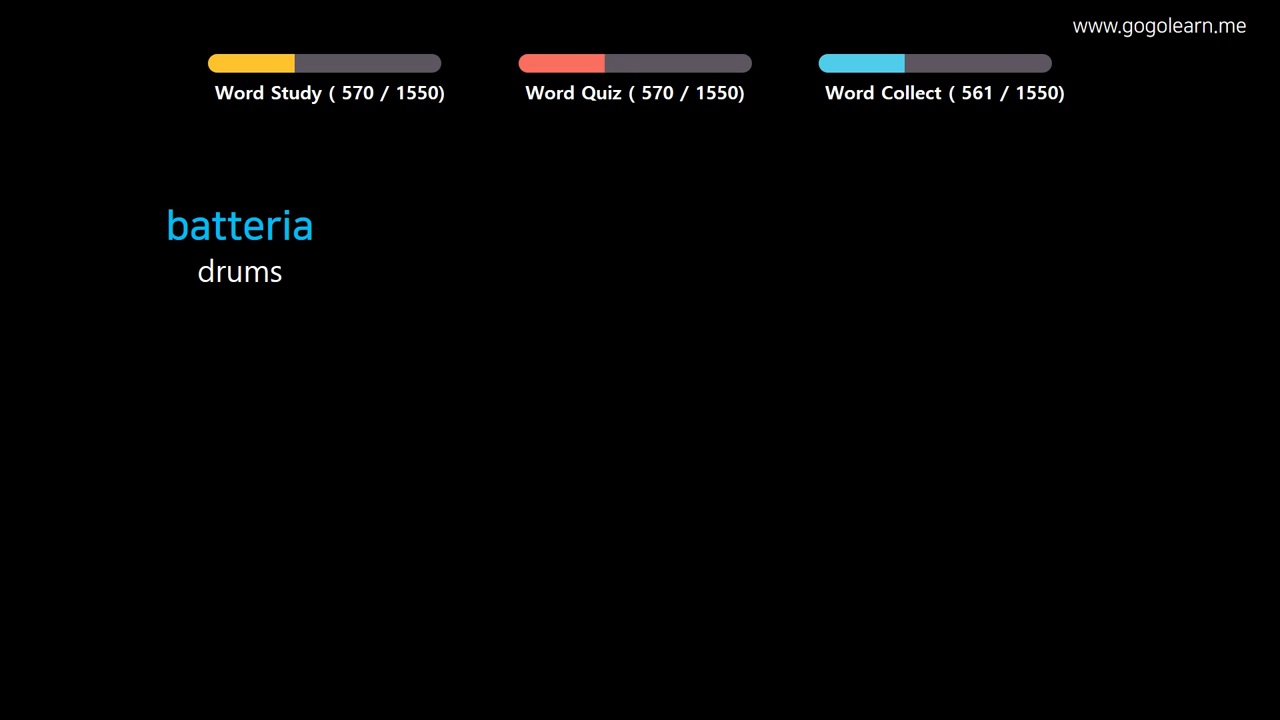 www.gogolearn.me
Word Study ( 570 / 1550)
Word Quiz ( 570 / 1550)
Word Collect ( 561 / 1550)
batteria
drums